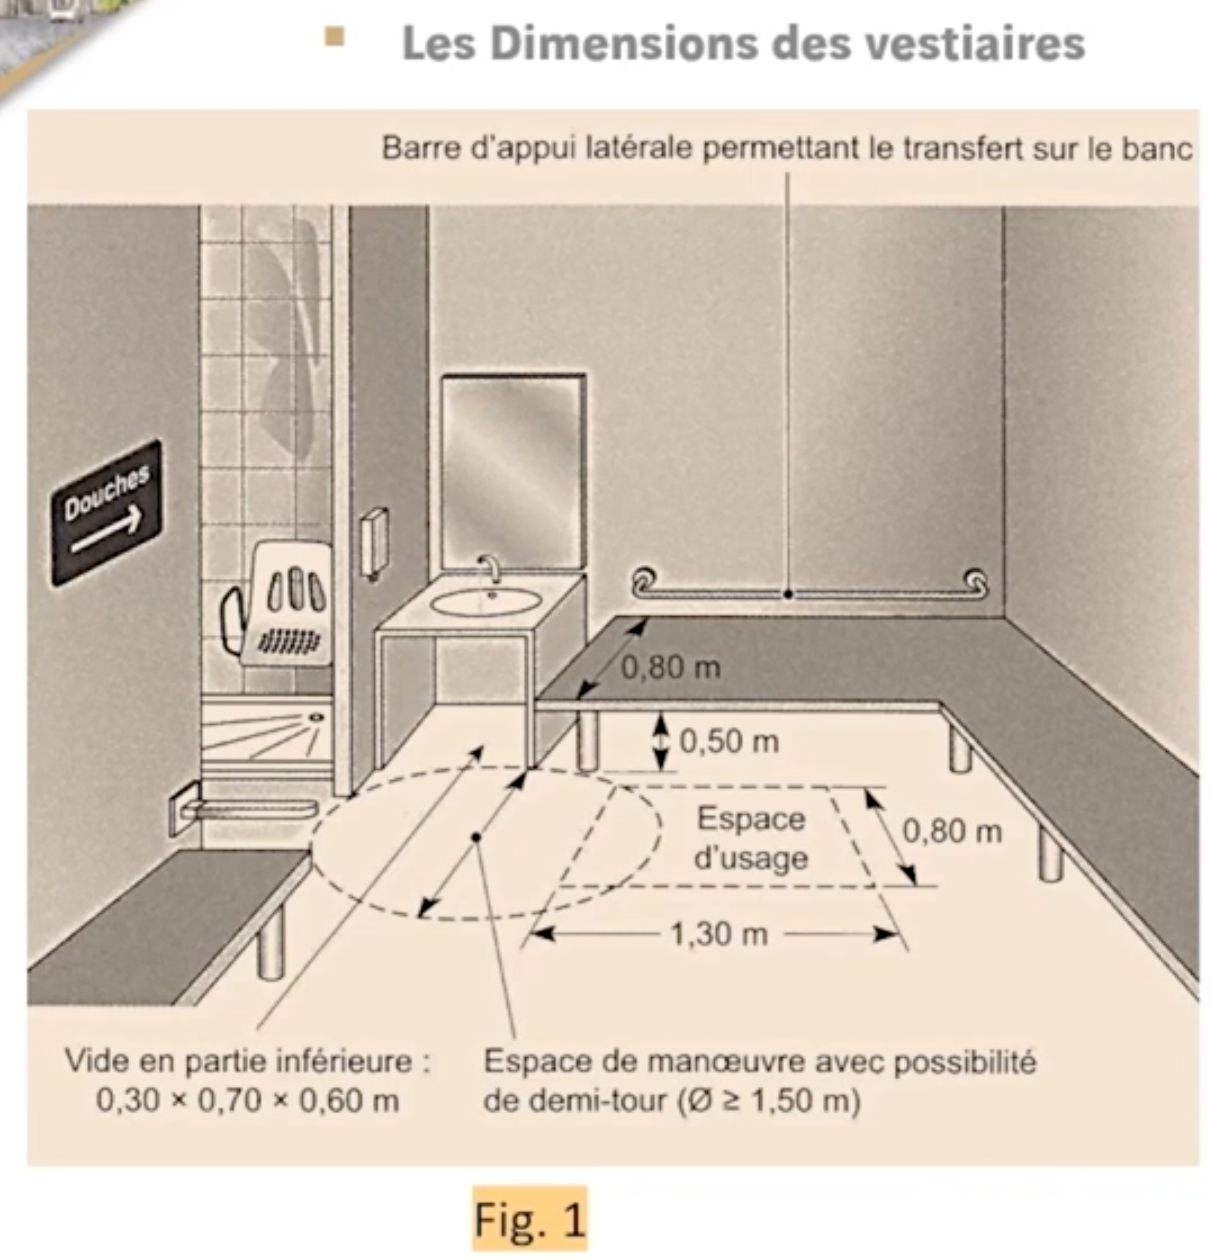 Les Dimensions des vestiaires
Barre d'appui latérale permettant le transfert sur le banc
Douches
0,80 m
0,50 m
Espace
d'usage
0,80 m
1,30 m
Vide en partie inférieure :
0,30 × 0,70 × 0,60 m
Espace de manœuvre avec possibilité
de demi-tour (Ø ≥ 1,50 m)
Fig. 1